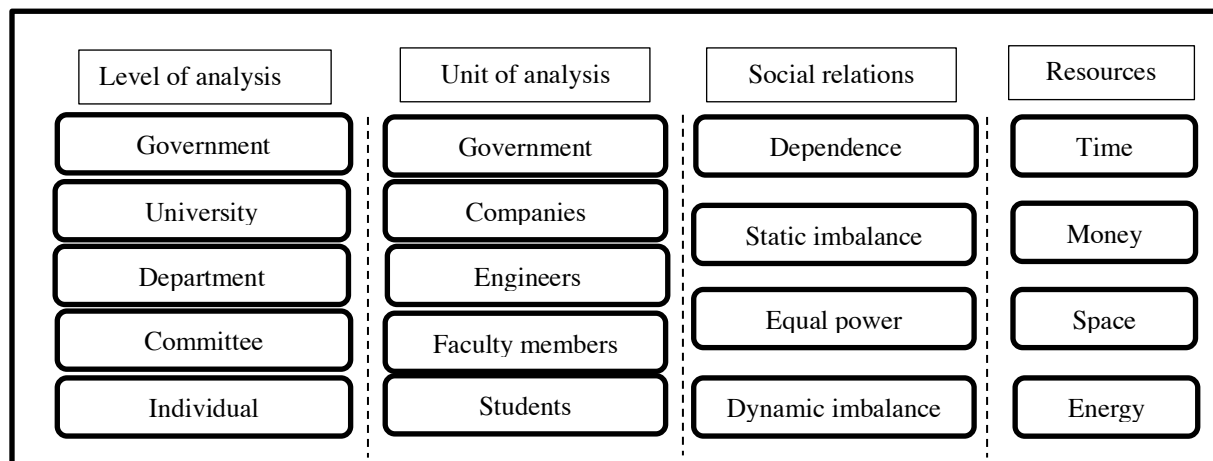 Level of analysis
Government
University
Department
Committee
Individual
Unit of analysis
Government
Companies
Engineers
Faculty members
Students
Social relations
Dependence
Static imbalance
Equal power
Dynamic imbalance
Resources
Time
Money
Space
Energy